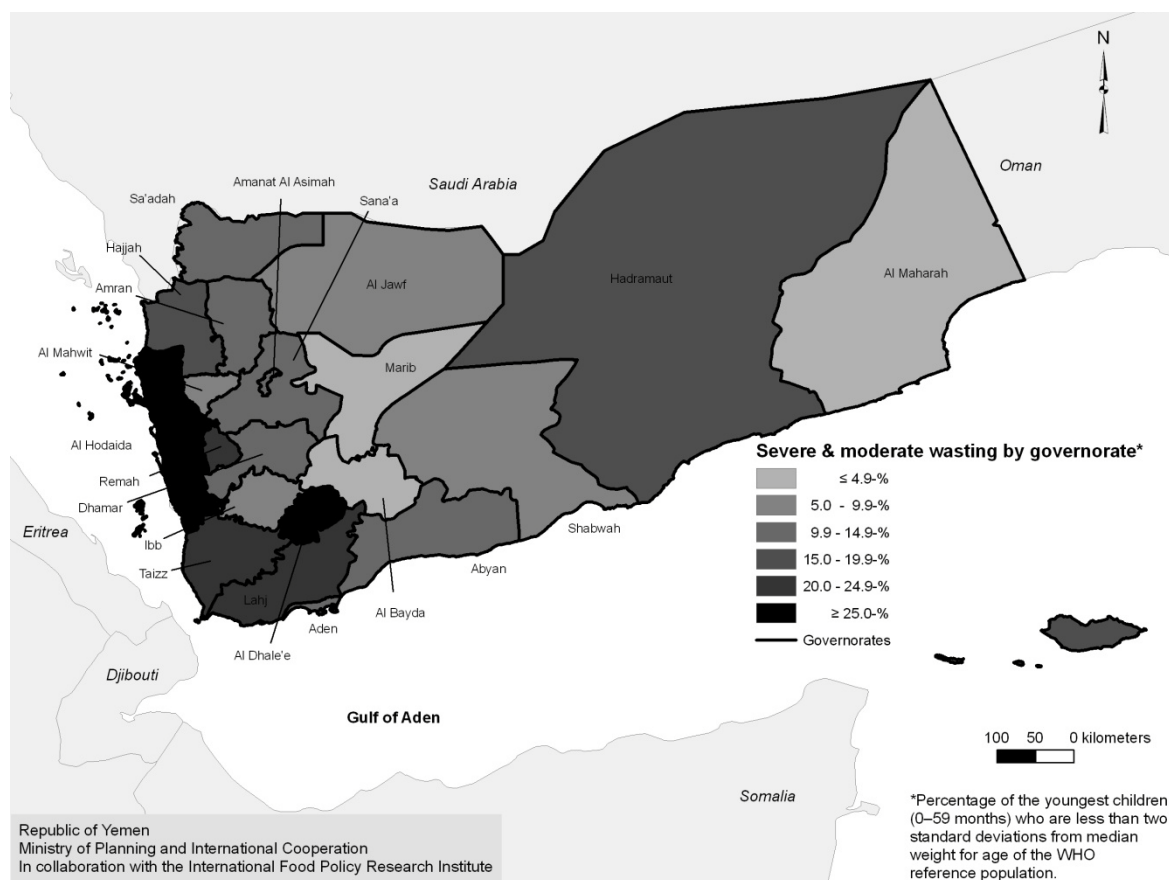 N
Oman
Saudi Arabia
Amanat Al Asimah
Sana'a
Sa'adah
Hajjah
Amran
Al Jawf
Hadramaut
Al Maharah
Al Mahwit
Marib
Al Hodaida
Remah
Dhamar
Ibb
Eritrea
Taizz
Lahj
Aden
Al Dhale'e
Al Bayda
Abyan
Shabwah
Severe & moderate wasting by governorate*
≤ 4.9-%
5.0 - 9.9-%
9.9 - 14.9-%
15.0 - 19.9-%
20.0 - 24.9-%
≥ 25.0-%
Governorates
Djibouti
Gulf of Aden
Somalia
100 50 0 kilometers
*Percentage of the youngest children
(0–59 months) who are less than two
standard deviations from median
weight for age of the WHO
reference population.
Republic of Yemen
Ministry of Planning and International Cooperation
In collaboration with the International Food Policy Research Institute